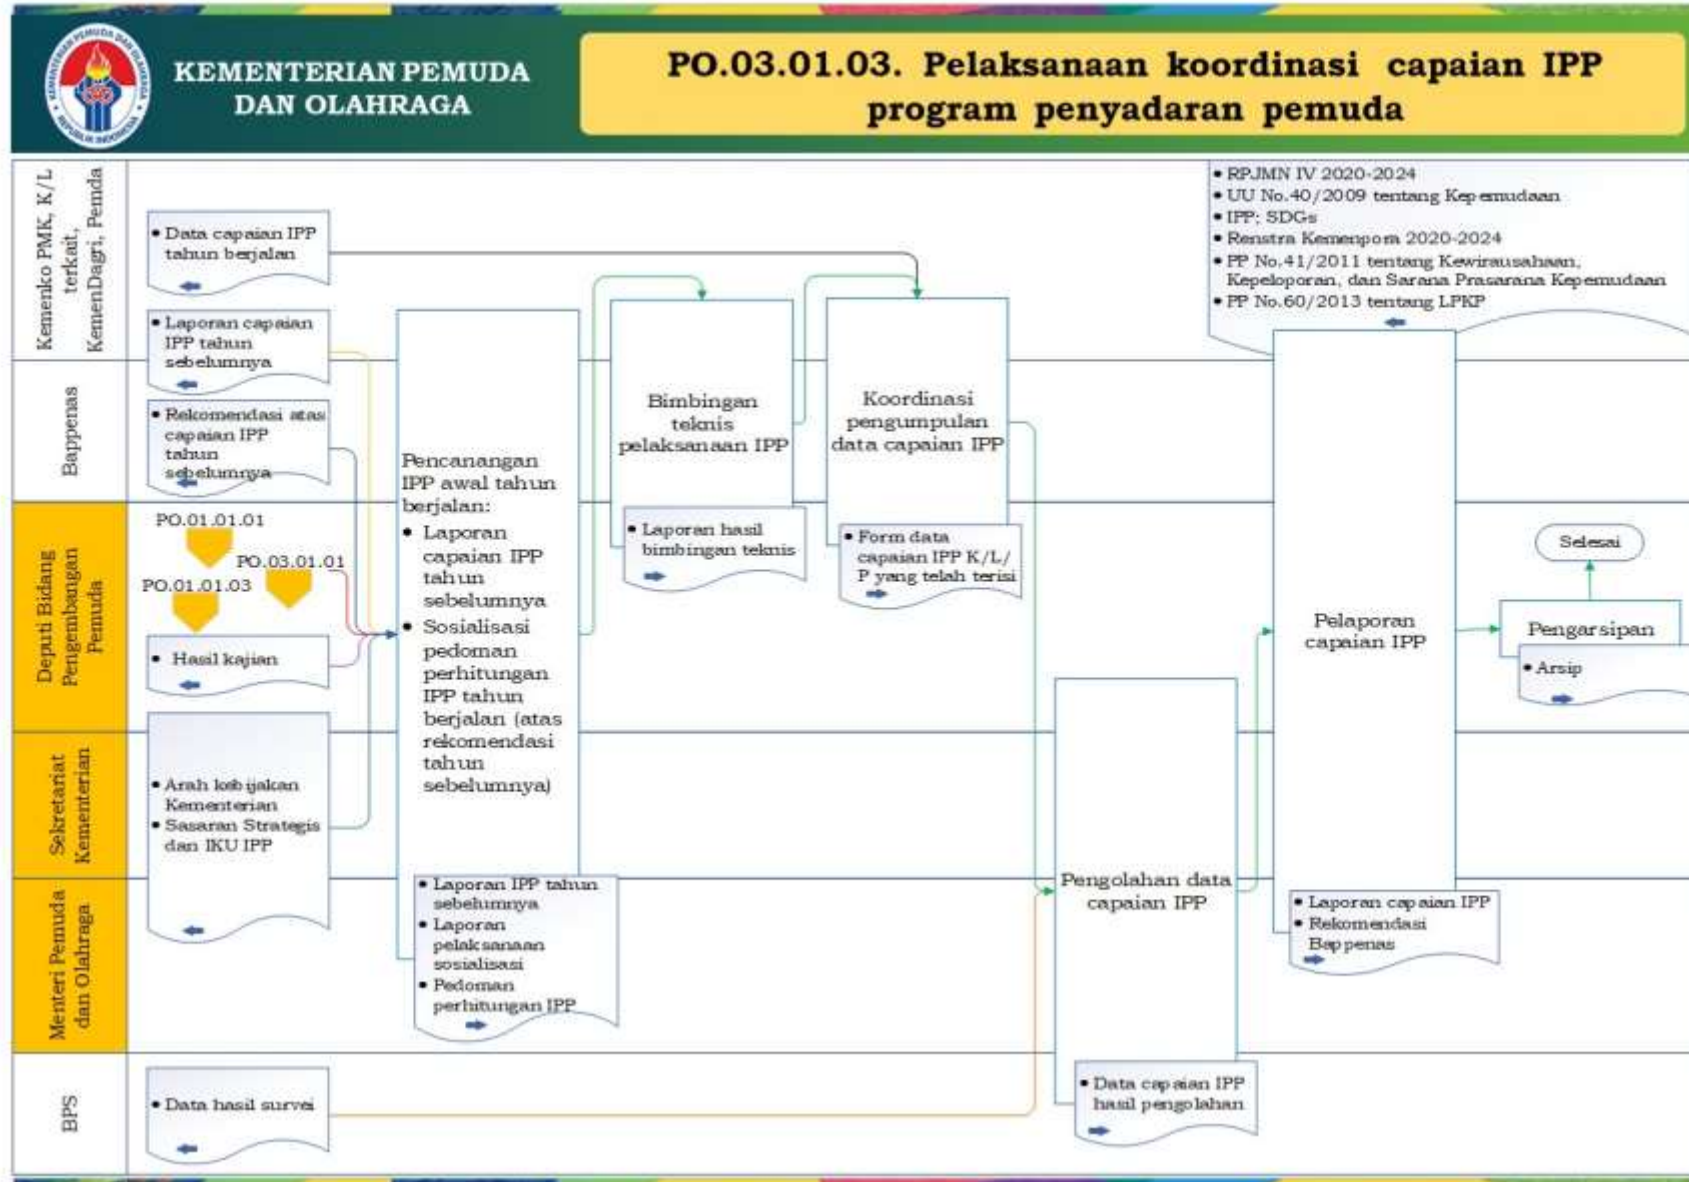 KEMENTERIAN PEMUDA DAN OLAHRAGA
REPUBLIK INDONESIA
KEMENTERIAN PEMUDA
DAN OLAHRAGA
PO.03.01.03. Pelaksanaan koordinasi capaian IPP
program penyadaran pemuda
Kemenko PMK, K/L
terkait,
KemenDagri, Pemda
• Data capaian IPP
tahun berjalan
• Laporan capaian
IPP tahun
sebelumnya
• RPJMN IV 2020-2024
• UU No.40/2009 tentang Kepemudaan
• IPP; SDGs
• Renstra Kemenpora 2020-2024
• PP No.41/2011 tentang Kewirausahaan,
Kepeloporan, dan Sarana Prasarana Kepemudaan
• PP No.60/2013 tentang LPKP
Bappenas
• Rekomendasi atas
capaian IPP
tahun
sebelumnya
Pencanangan
IPP awal tahun
berjalan:
• Laporan
capaian IPP
tahun
sebelumnya
• Sosialisasi
pedoman
perhitungan
IPP tahun
berjalan (atas
rekomendasi
tahun
sebelumnya)
Bimbingan
teknis
pelaksanaan IPP
Koordinasi
pengumpulan
data capaian IPP
Deputi Bidang
Pengembangan
Pemuda
PO.01.01.01
PO.03.01.01
PO.01.01.03
• Hasil kajian
• Laporan hasil
bimbingan teknis
• Form data
capaian IPP K/L/
P yang telah terisi
Pelaporan
capaian IPP
Selesai
Pengarsipan
• Arsip
Sekretariat
Kementerian
• Arah kebijakan
Kementerian
• Sasaran Strategis
dan IKU IPP
Menteri Pemuda
dan Olahraga
• Laporan IPP tahun
sebelumnya
• Laporan
pelaksanaan
sosialisasi
• Pedoman
perhitungan IPP
Pengolahan data
capaian IPP
• Laporan capaian IPP
• Rekomendasi
Bappenas
BPS
• Data hasil survei
• Data capaian IPP
hasil pengolahan